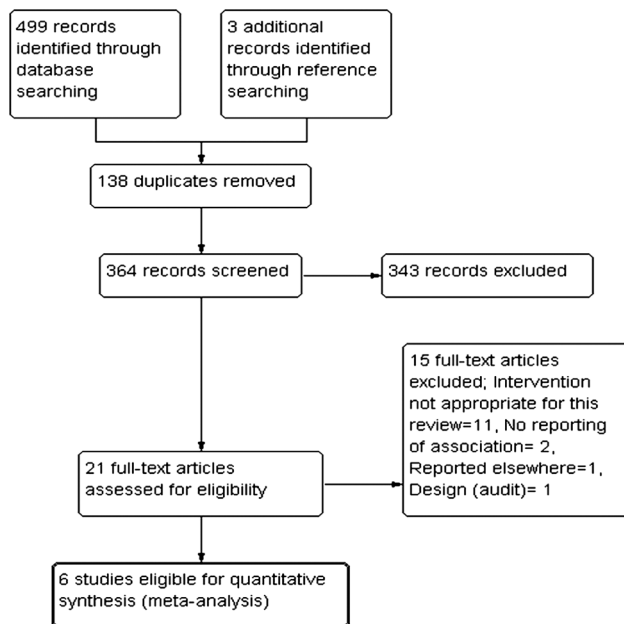 499 records
identified through
database
searching
3 additional
records identified
through reference
searching
138 duplicates removed
364 records screened
343 records excluded
15 full-text articles
excluded; Intervention
not appropriate for this
review=11, No reporting
of association= 2,
Reported elsewhere=1,
Design (audit)= 1
21 full-text articles
assessed for eligibility
6 studies eligible for quantitative
synthesis (meta-analysis)